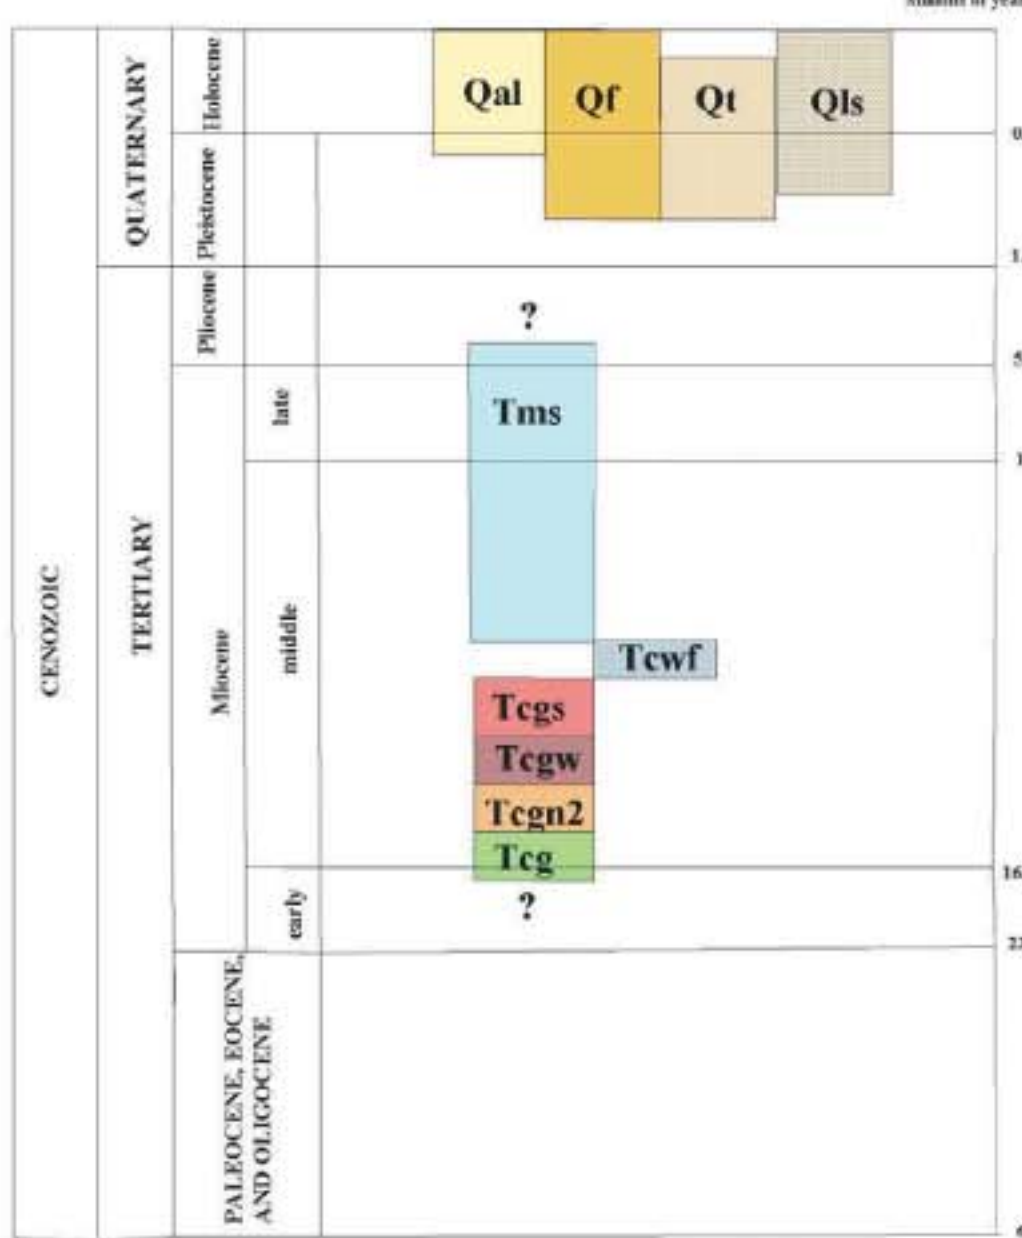 QUATERNARY
Holocene
Qal
Qf
Qt
Qls
Pleistocene
Pliocene
?
5
late
Tms
CENOZOIC
TERTIARY
Miocene
middle
Tcwf
Tcgs
Tcgw
Tcgn2
Tcg
16
early
?
PALEOCENE, EOCENE,
AND OLIGOCENE